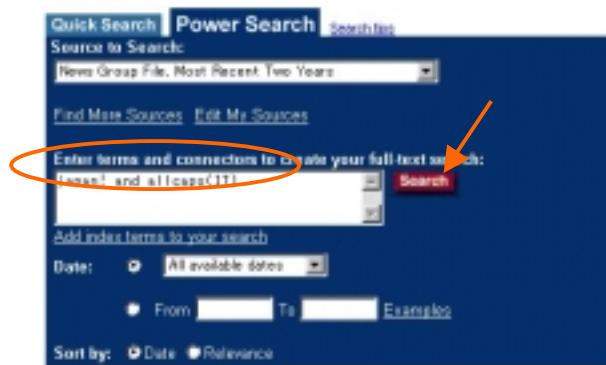 Quick Search Power Search Search tips
Source to Search:
News Group File, Most Recent Two Years
Find More Sources Edit My Sources
Enter terms and connectors to create your full-text search:
japan! and allcaps(IT)
Search
Add index terms to your search
Date: All available dates
From To Examples
Sort by: Date Relevance